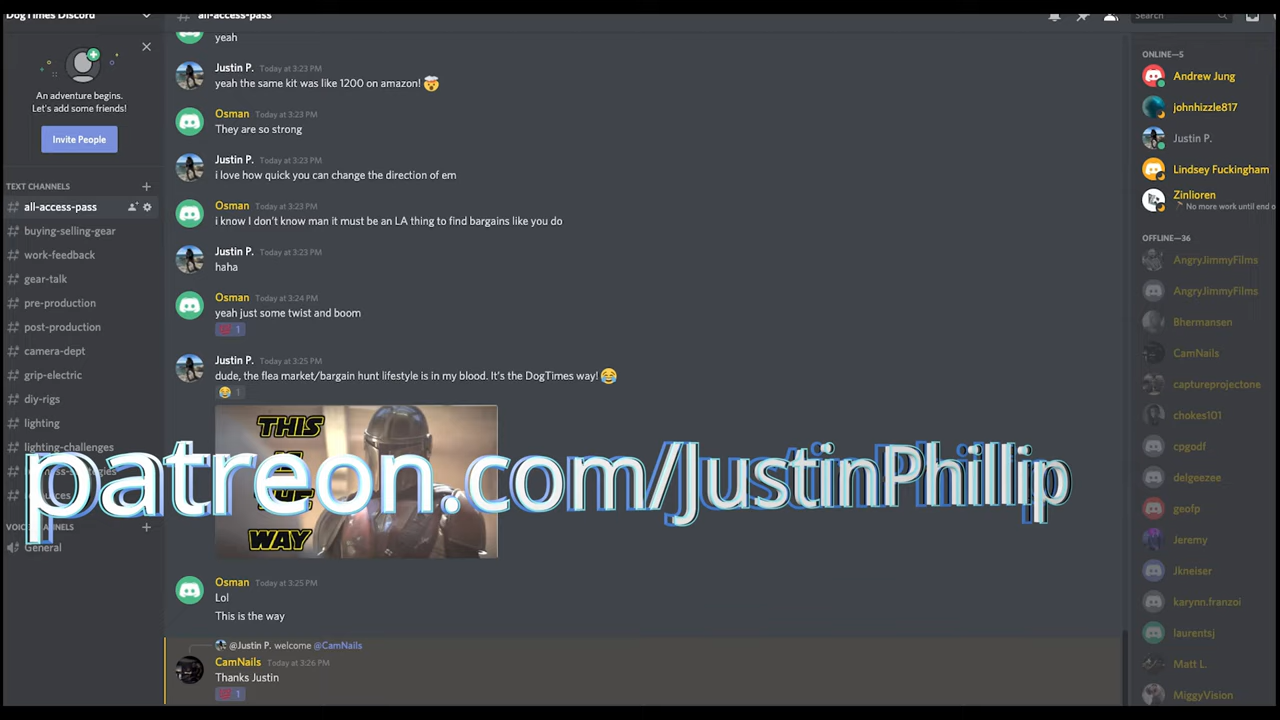 DogTimes Discord
An adventure begins.
Let's add some friends!
Invite People
TEXT CHANNELS
# all-access-pass
# buying-selling-gear
# work-feedback
# gear-talk
# pre-production
# post-production
# camera-dept
# grip-electric
# diy-rigs
# lighting
# lighting-challenges
General
# all-access-pass
yeah
Justin P. Today at 3:23 PM
yeah the same kit was like 1200 on amazon! 🤯
Osman Today at 3:23 PM
They are so strong
Justin P. Today at 3:23 PM
i love how quick you can change the direction of em
Osman Today at 3:23 PM
i know I don't know man it must be an LA thing to find bargains like you do
Justin P. Today at 3:23 PM
haha
Osman Today at 3:24 PM
yeah just some twist and boom
1
Justin P. Today at 3:25 PM
dude, the flea market/bargain hunt lifestyle is in my blood. It's the DogTimes way! 😂
😂 1
THIS
WAY
patreon.com/JustinPhillip
Osman Today at 3:25 PM
Lol
This is the way
@Justin P. welcome @CamNails
CamNails Today at 3:26 PM
Thanks Justin
1
Search
ONLINE—5
Andrew Jung
johnhizzle817
Justin P.
Lindsey Fuckingham
Zinlioren
No more work until end o
OFFLINE—36
AngryJimmyFilms
AngryJimmyFilms
Bhermansen
CamNails
captureprojectone
chokes101
cpgodf
delgeezee
geofp
Jeremy
Jkneiser
karynn.franzoi
laurentsj
Matt L.
MiggyVision